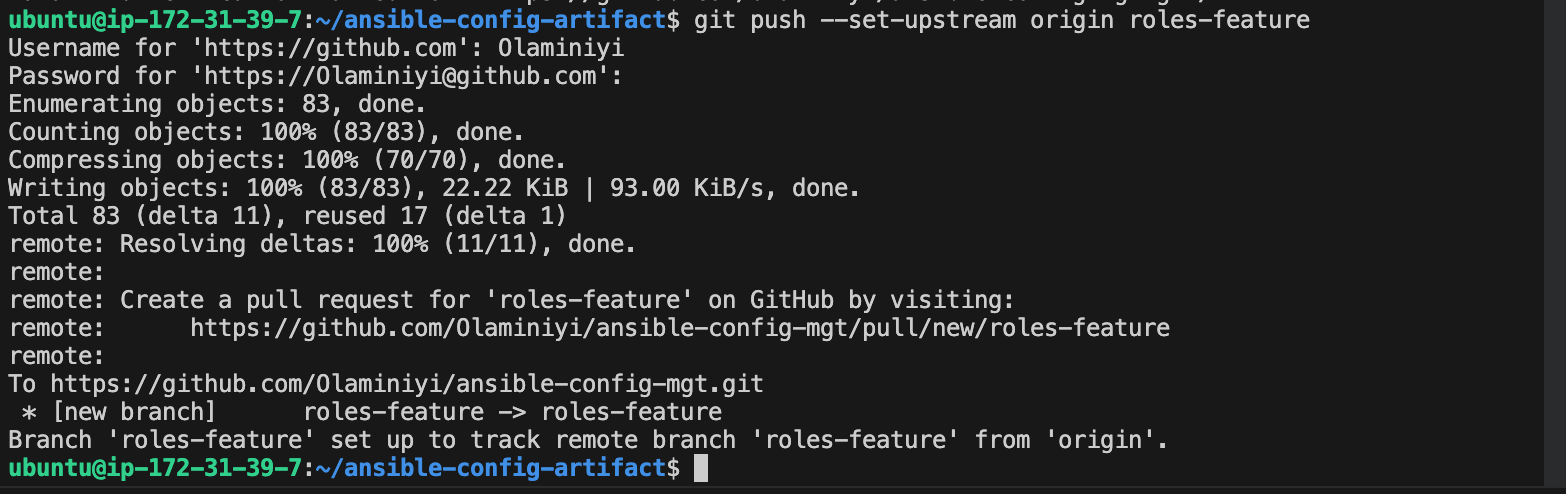 ubuntu@ip-172-31-39-7:~/ansible-config-artifact$ git push --set-upstream origin roles-feature
Username for 'https://github.com': Olaminiyi
Password for 'https://Olaminiyi@github.com':
Enumerating objects: 83, done.
Counting objects: 100% (83/83), done.
Compressing objects: 100% (70/70), done.
Writing objects: 100% (83/83), 22.22 KiB | 93.00 KiB/s, done.
Total 83 (delta 11), reused 17 (delta 1)
remote: Resolving deltas: 100% (11/11), done.
remote:
remote: Create a pull request for 'roles-feature' on GitHub by visiting:
remote:      https://github.com/Olaminiyi/ansible-config-mgt/pull/new/roles-feature
remote:
To https://github.com/Olaminiyi/ansible-config-mgt.git
 * [new branch]      roles-feature -> roles-feature
Branch 'roles-feature' set up to track remote branch 'roles-feature' from 'origin'.
ubuntu@ip-172-31-39-7:~/ansible-config-artifact$